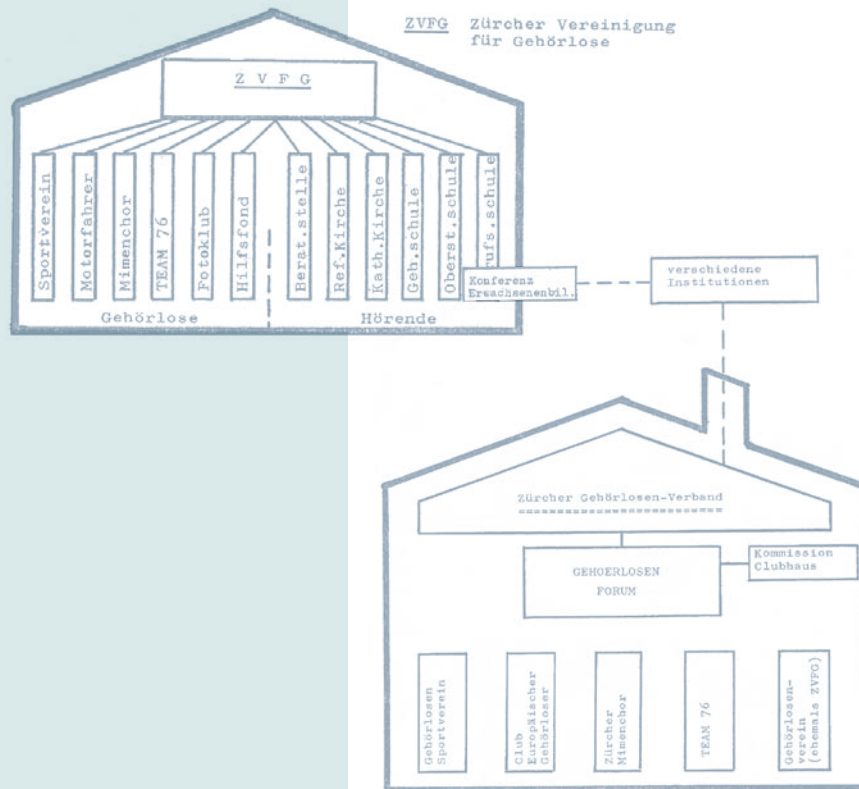 ZVFG Zürcher Vereinigung
für Gehörlose
Z V F G
Sportverein
Motorfahrer
Mimenchor
TEAM 76
Fotoklub
Hilfsfond
Berat.stelle
Ref.Kirche
Kath.Kirche
Geh.schule
Oberst.schule
rufs.schule
Gehörlose
Hörende
Konferenz
Erwachsenenbil.
verschiedene
Institutionen
Zürcher Gehörlosen-Verband
=========================
GEHOERLOSEN
FORUM
Kommission
Clubhaus
Gehörlosen
Sportverein
Club
Europäischer
Gehörloser
Zürcher
Mimenchor
TEAM 76
Gehörlosen-
verein
(ehemals ZVFG)